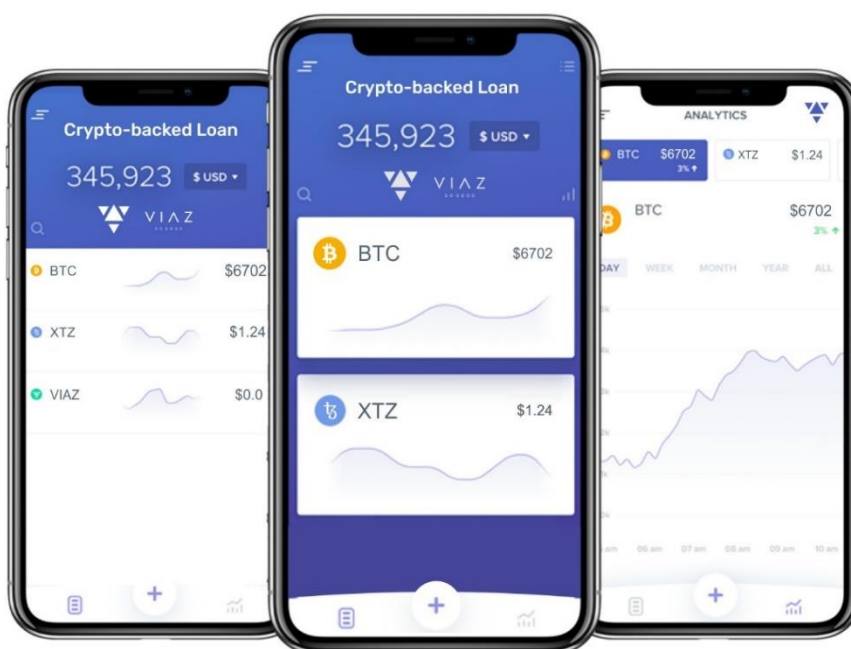 Crypto-backed Loan
345,923 $ USD
VIAZ
BTC $6702
XTZ $1.24
VIAZ $0.0
Crypto-backed Loan
345,923 $ USD
VIAZ
BTC $6702
XTZ $1.24
ANALYTICS
BTC $6702 XTZ $1.24
3%
BTC $6702
3%
DAY WEEK MONTH YEAR ALL
06 am 07 am 08 am 09 am 10 am